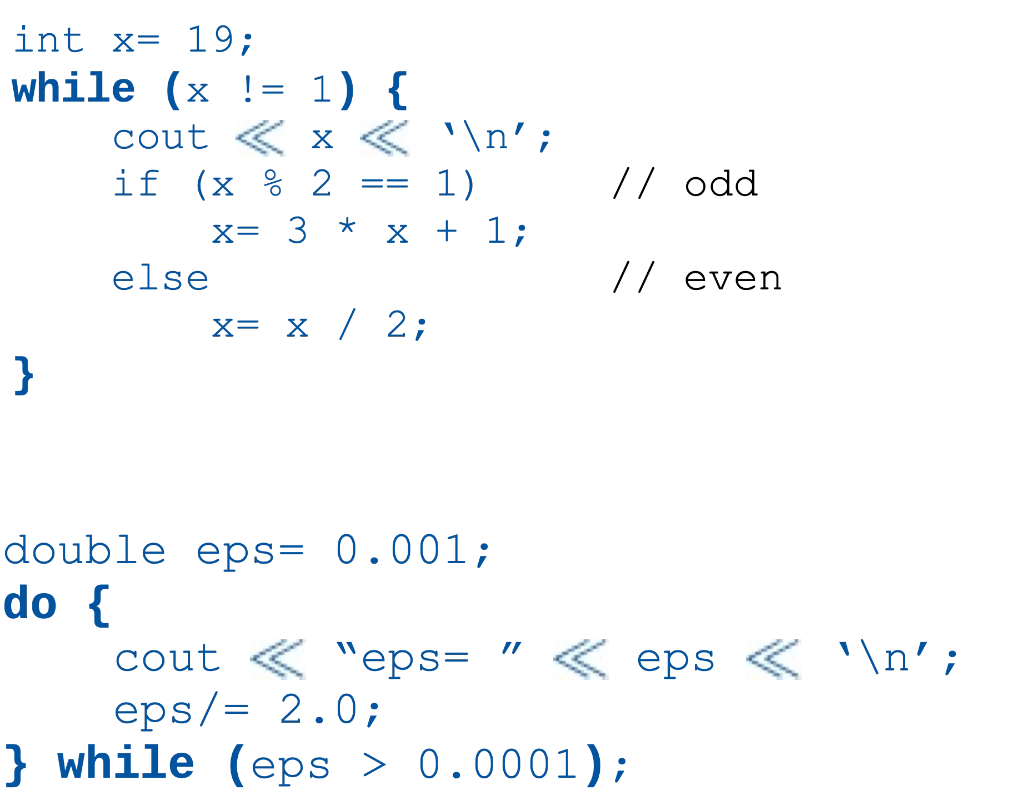 int x= 19;
while (x != 1) {
    cout ≪ x ≪ ‘\n’;
    if (x % 2 == 1)     // odd
        x= 3 * x + 1;
    else                // even
        x= x / 2;
}
double eps= 0.001;
do {
    cout ≪ “eps= ” ≪ eps ≪ ‘\n’;
    eps/= 2.0;
} while (eps > 0.0001);